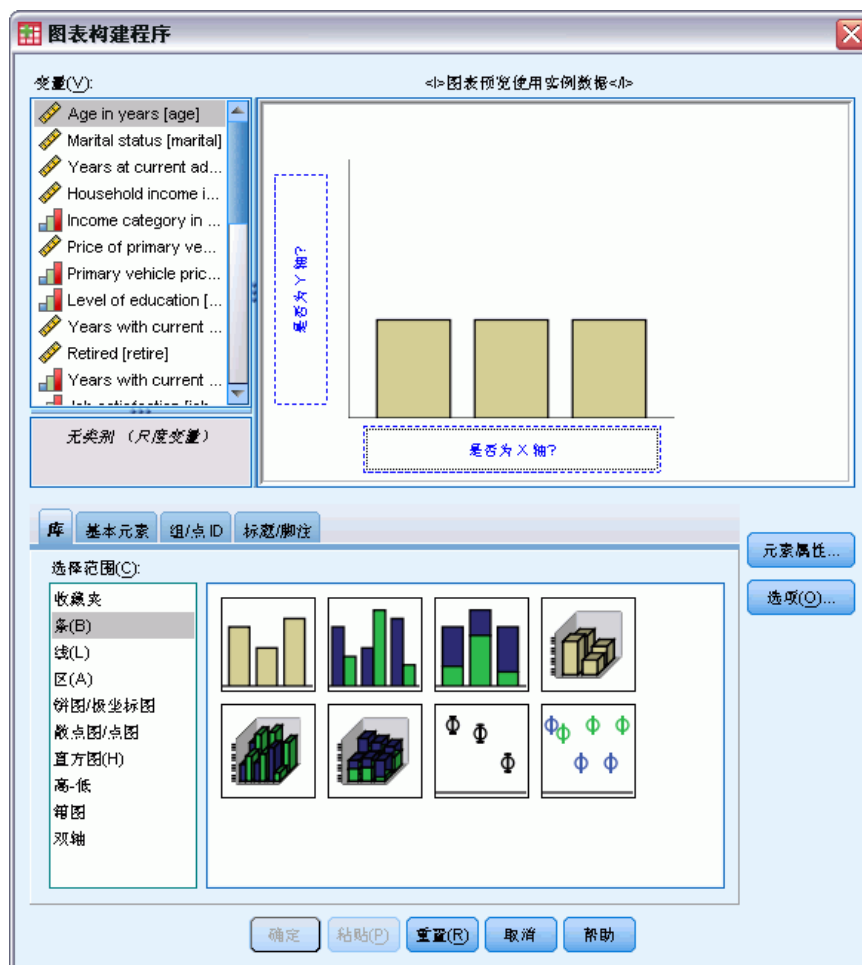 图表构建程序
变量(V):
<I>图表预览使用实例数据</I>
Age in years [age]
Marital status [marital]
Years at current ad...
Household income i...
Income category in ...
Price of primary ve...
Primary vehicle pric...
Level of education [...
Years with current ...
Retired [retire]
Years with current ...
无类别 （尺度变量）
是否为 Y 轴?
是否为 X 轴?
库
基本元素
组/点 ID
标题/脚注
选择范围(C):
收藏夹
条(B)
线(L)
区(A)
饼图/极坐标图
散点图/点图
直方图(H)
高-低
箱图
双轴
元素属性...
选项(O)...
确定
粘贴(P)
重置(R)
取消
帮助